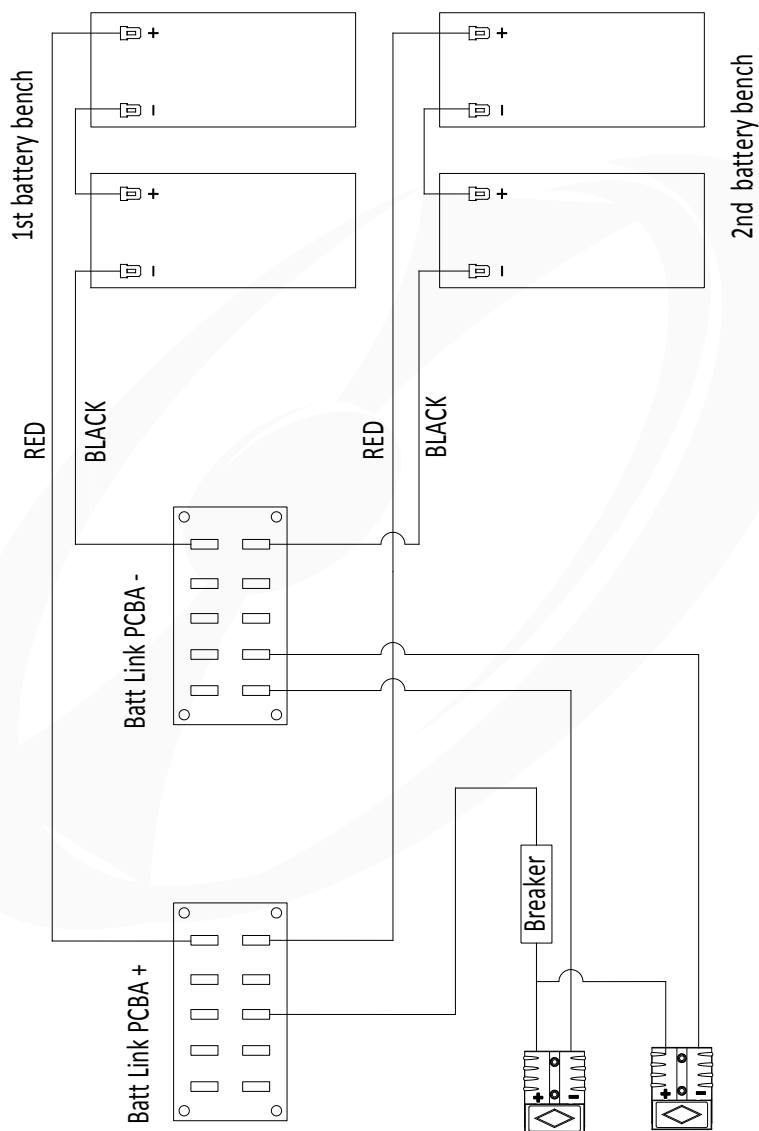 1st battery bench
+
−
+
−
RED
BLACK
2nd  battery bench
+
−
+
−
RED
BLACK
Batt Link PCBA -
Batt Link PCBA +
Breaker
+
−
+
−